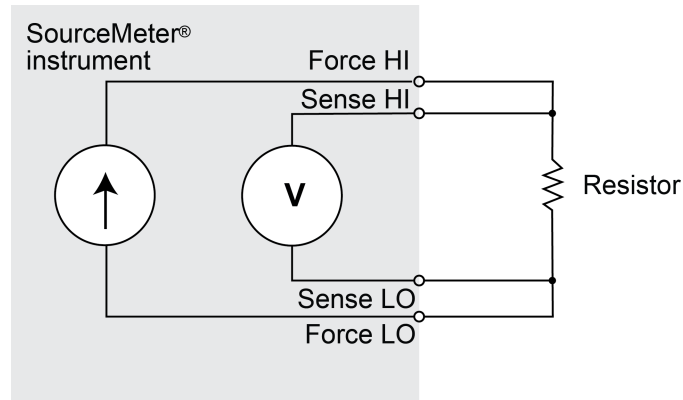 SourceMeter®
instrument
Force HI
Sense HI
V
Resistor
Sense LO
Force LO